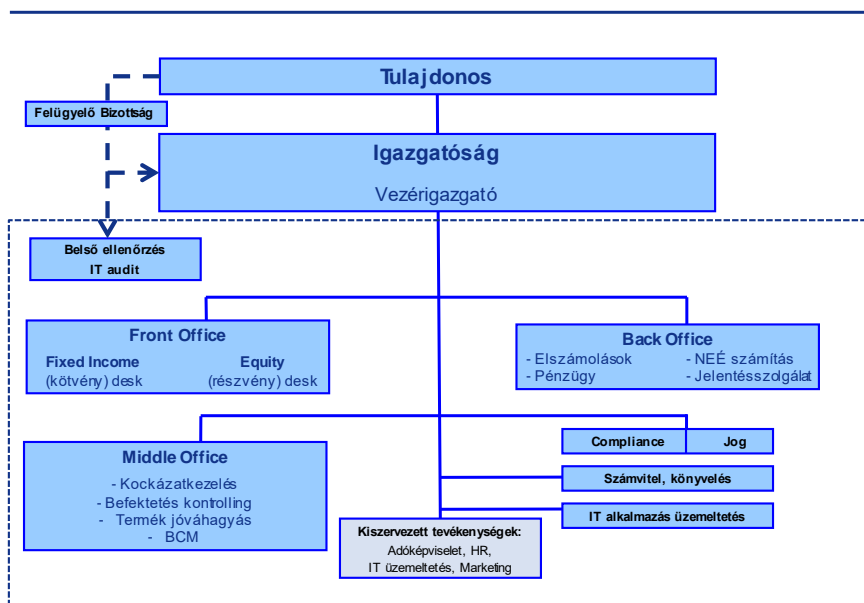 Tulajdonos
Felügyelő Bizottság
Igazgatóság
Vezérigazgató
Belső ellenőrzés
IT audit
Front Office
Fixed Income Equity
(kötvény) desk (részvény) desk
Back Office
- Elszámolások - NEÉ számítás
- Pénzügy - Jelentésszolgálat
Middle Office
- Kockázatkezelés
- Befektetés kontrolling
- Termék jóváhagyás
- BCM
Compliance Jog
Számvitel, könyvelés
IT alkalmazás üzemeltetés
Kiszervezett tevékenységek:
Adóképviselet, HR,
IT üzemeltetés, Marketing